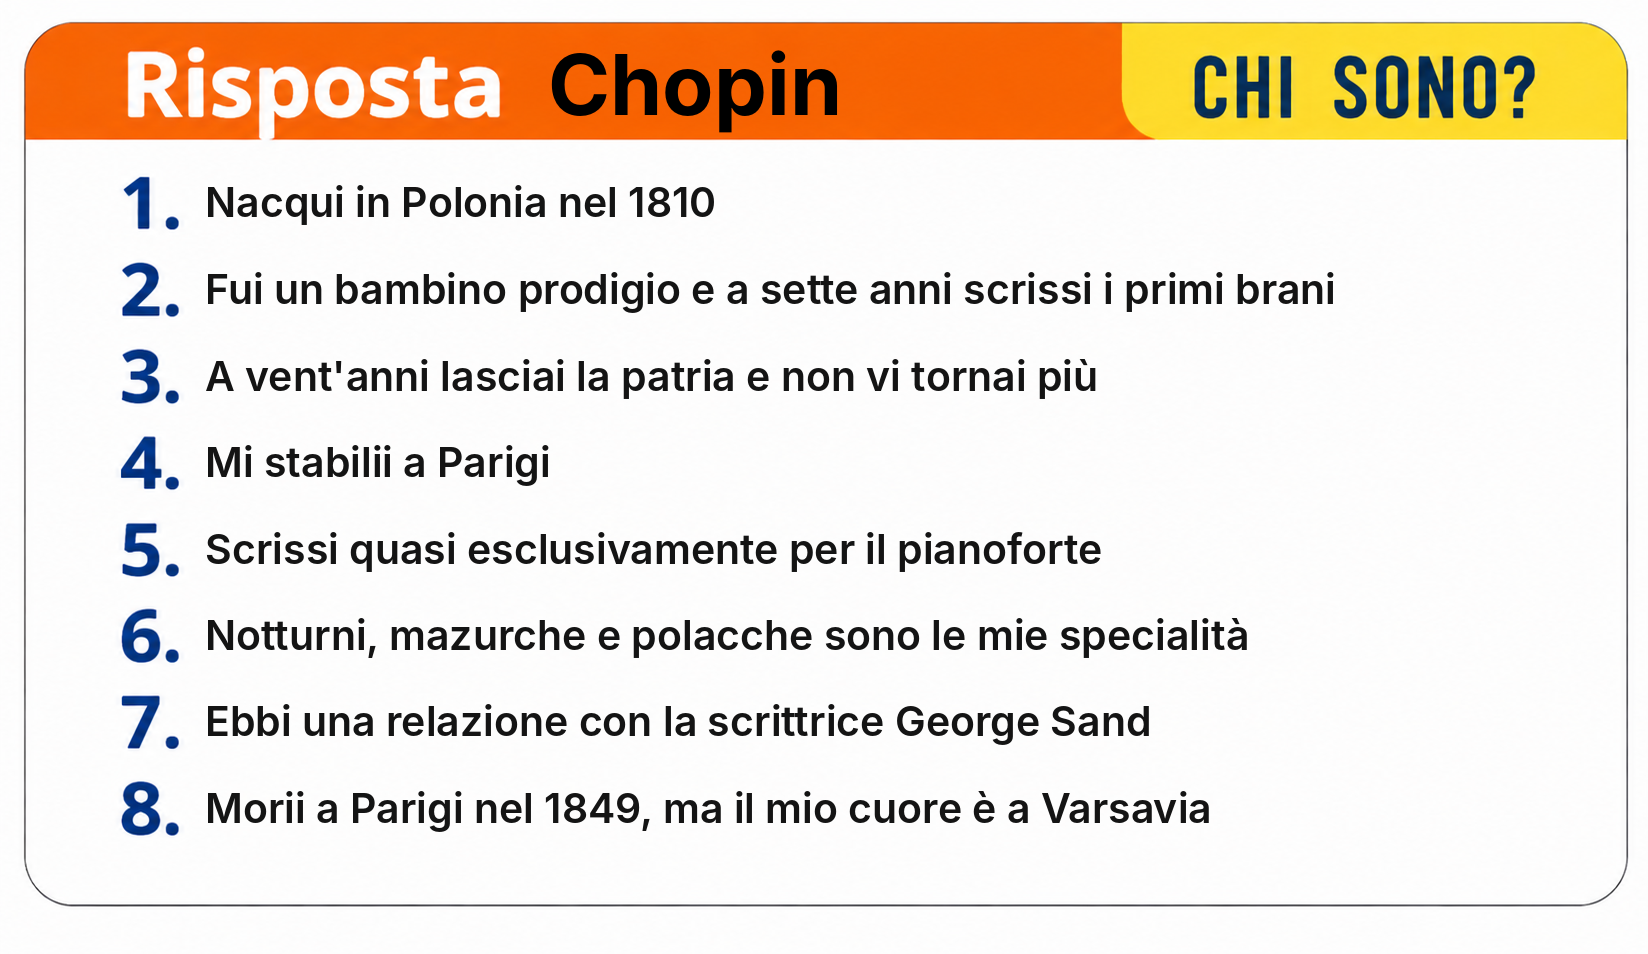 Risposta Chopin CHI SONO?
1. Nacqui in Polonia nel 1810
2. Fui un bambino prodigio e a sette anni scrissi i primi brani
3. A vent'anni lasciai la patria e non vi tornai più
4. Mi stabilii a Parigi
5. Scrissi quasi esclusivamente per il pianoforte
6. Notturni, mazurche e polacche sono le mie specialità
7. Ebbi una relazione con la scrittrice George Sand
8. Morii a Parigi nel 1849, ma il mio cuore è a Varsavia